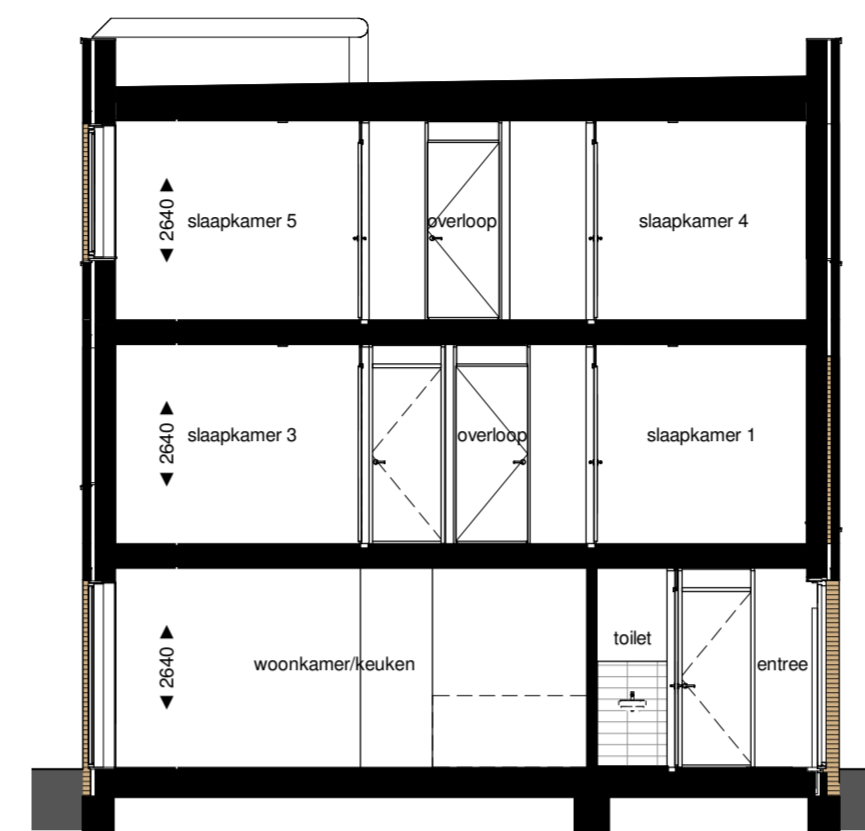 slaapkamer 5
◄ 2640 ►
overloop
slaapkamer 4
slaapkamer 3
◄ 2640 ►
overloop
slaapkamer 1
toilet
◄ 2640 ►
woonkamer/keuken
entree